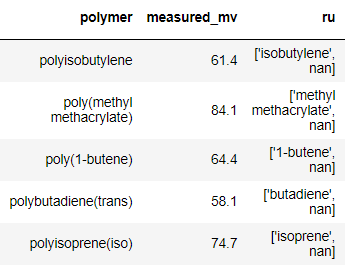 polymer measured_mv ru
polyisobutylene 61.4 ['isobutylene', nan]
poly(methyl methacrylate) 84.1 ['methyl methacrylate', nan]
poly(1-butene) 64.4 ['1-butene', nan]
polybutadiene(trans) 58.1 ['butadiene', nan]
polyisoprene(iso) 74.7 ['isoprene', nan]